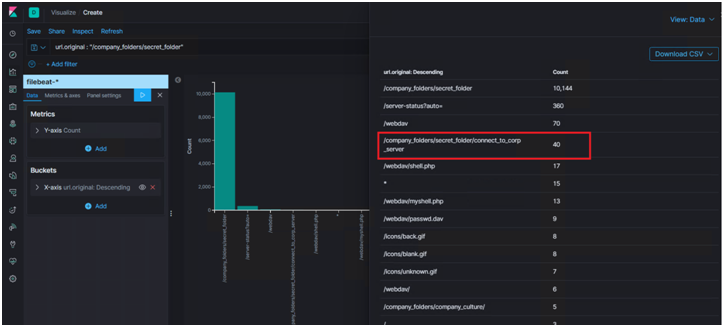 D Visualize Create
View: Data
Save Share Inspect Refresh
url.original : "/company_folders/secret_folder"
+ Add filter
Download CSV
filebeat-*
Data Metrics & axes Panel settings
Metrics
Y-axis Count
Add
Buckets
X-axis url.original: Descending
Add
Count
10,000
8,000
6,000
4,000
2,000
0
/company_folders/secret_folder
/server-status?auto=
/webdav
/company_folders/secret_folder/connect_to_corp_server
/webdav/shell.php
*
/webdav/myshell.php
url.original: Descending Count
/company_folders/secret_folder 10,144
/server-status?auto= 360
/webdav 70
/company_folders/secret_folder/connect_to_corp
_server 40
/webdav/shell.php 17
* 15
/webdav/myshell.php 13
/webdav/passwd.dav 9
/icons/back.gif 8
/icons/blank.gif 8
/icons/unknown.gif 7
/webdav/ 6
/company_folders/company_culture/ 5
/ 3